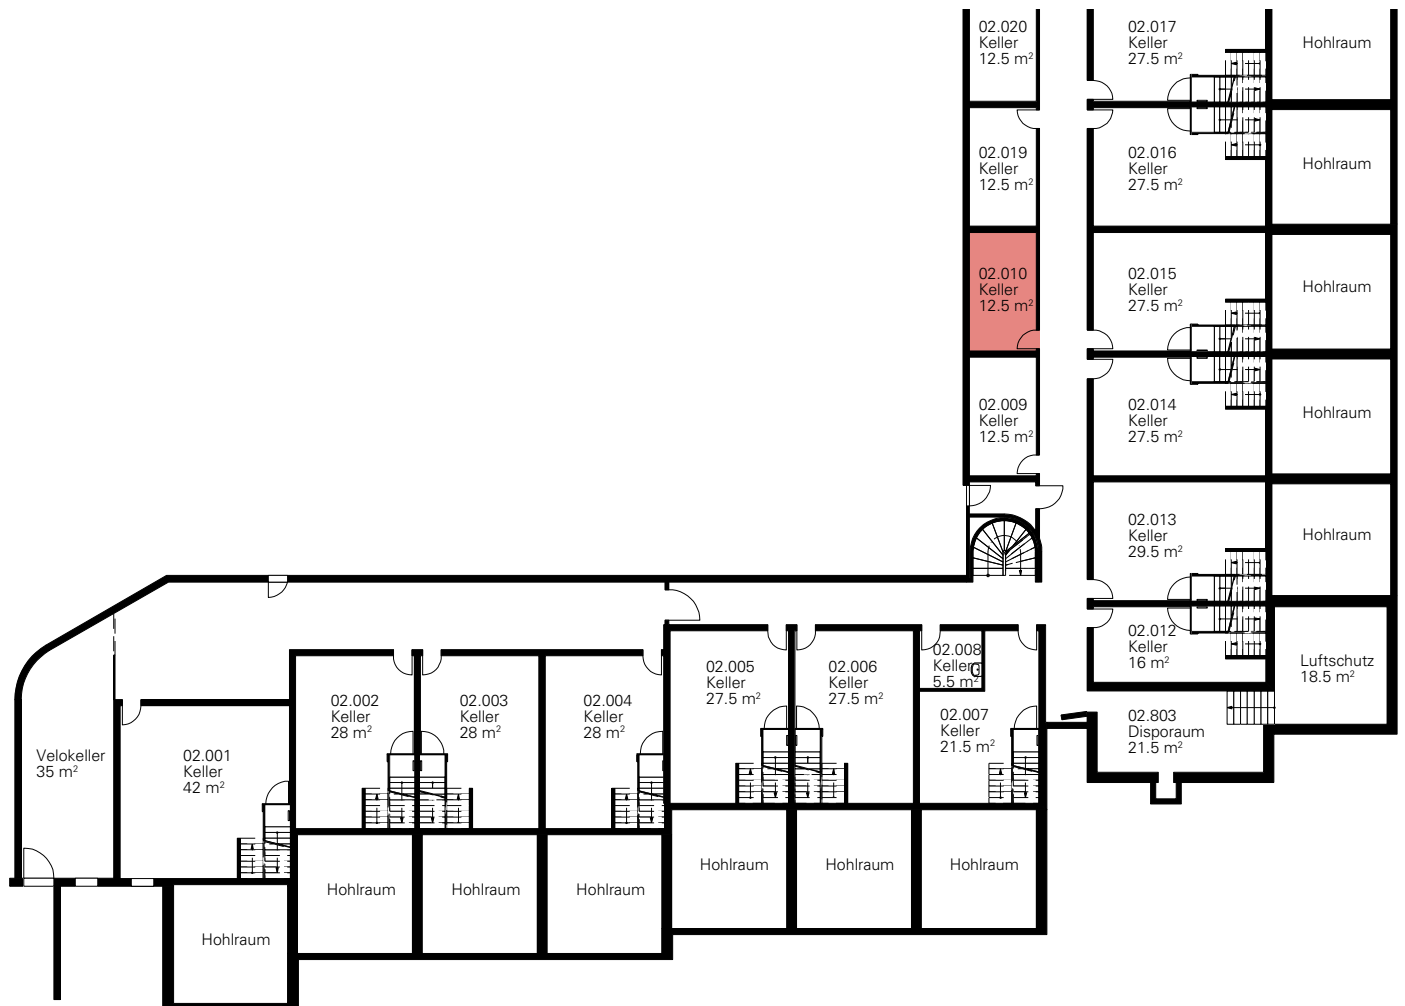 02.020
Keller
12.5 m²
02.017
Keller
27.5 m²
Hohlraum
02.019
Keller
12.5 m²
02.016
Keller
27.5 m²
Hohlraum
02.010
Keller
12.5 m²
02.015
Keller
27.5 m²
Hohlraum
02.009
Keller
12.5 m²
02.014
Keller
27.5 m²
Hohlraum
02.013
Keller
29.5 m²
Hohlraum
02.012
Keller
16 m²
Luftschutz
18.5 m²
02.803
Disporaum
21.5 m²
02.008
Keller
5.5 m²
02.007
Keller
21.5 m²
02.006
Keller
27.5 m²
02.005
Keller
27.5 m²
02.004
Keller
28 m²
02.003
Keller
28 m²
02.002
Keller
28 m²
02.001
Keller
42 m²
Velokeller
35 m²
Hohlraum
Hohlraum
Hohlraum
Hohlraum
Hohlraum
Hohlraum
Hohlraum